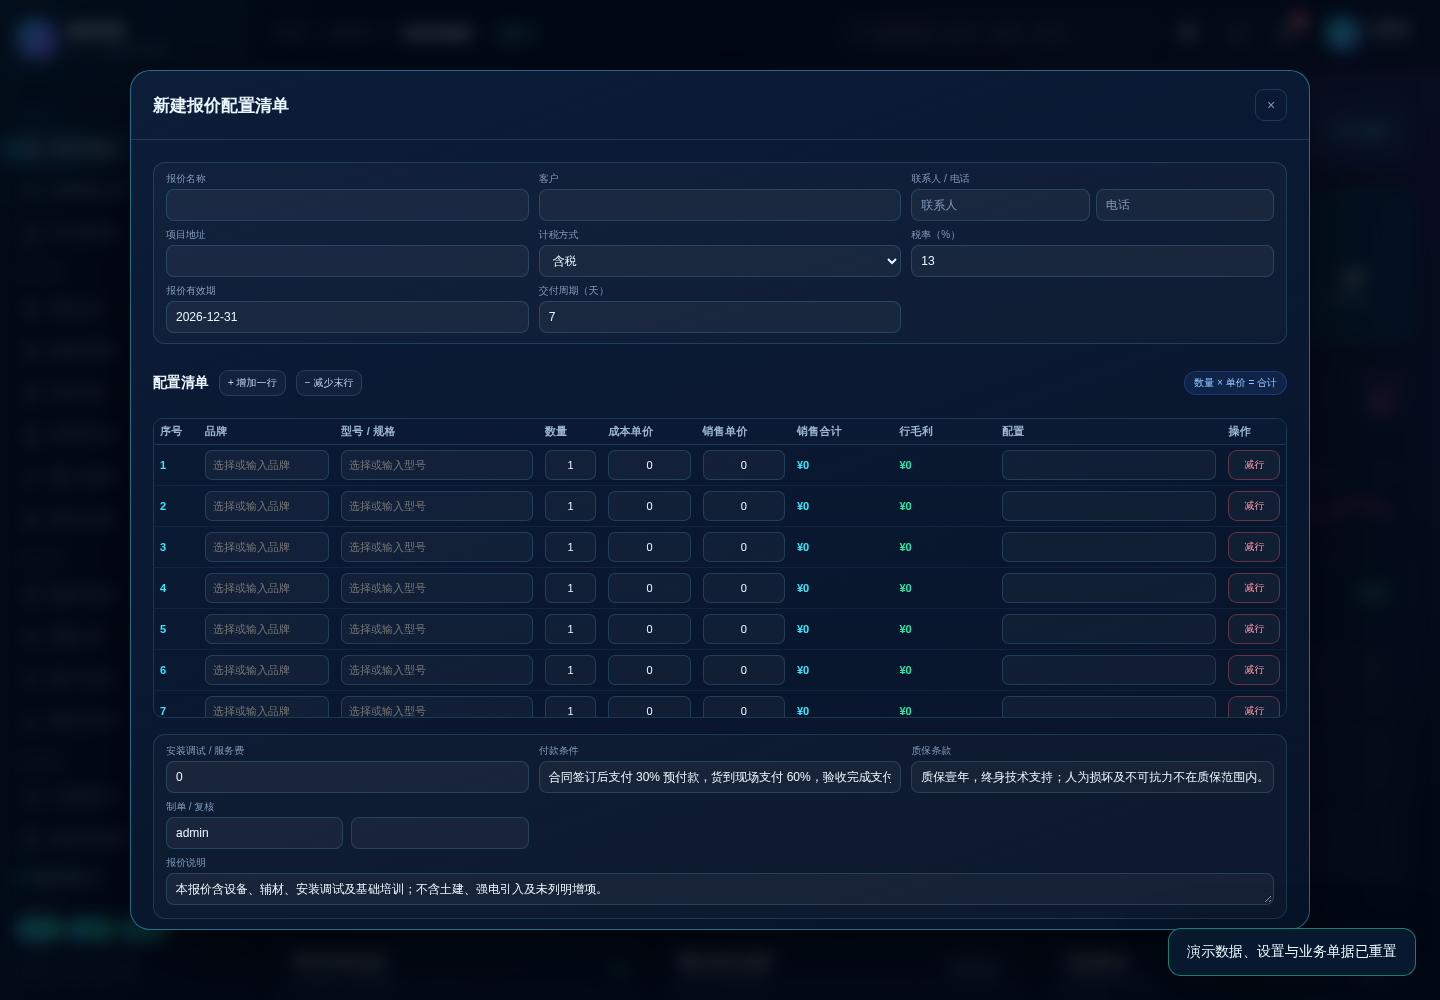 新建报价配置清单
×
报价名称 客户 联系人 / 电话
联系人 电话
项目地址 计税方式 税率（%）
含税 13
报价有效期 交付周期（天）
2026-12-31 7
配置清单 + 增加一行 − 减少末行 数量 × 单价 = 合计
序号 品牌 型号 / 规格 数量 成本单价 销售单价 销售合计 行毛利 配置 操作
1 选择或输入品牌 选择或输入型号 1 0 0 ¥0 ¥0 减行
2 选择或输入品牌 选择或输入型号 1 0 0 ¥0 ¥0 减行
3 选择或输入品牌 选择或输入型号 1 0 0 ¥0 ¥0 减行
4 选择或输入品牌 选择或输入型号 1 0 0 ¥0 ¥0 减行
5 选择或输入品牌 选择或输入型号 1 0 0 ¥0 ¥0 减行
6 选择或输入品牌 选择或输入型号 1 0 0 ¥0 ¥0 减行
7 选择或输入品牌 选择或输入型号 1 0 0 ¥0 ¥0 减行
安装调试 / 服务费 付款条件 质保条款
0 合同签订后支付 30% 预付款，货到现场支付 60%，验收完成支付 质保壹年，终身技术支持；人为损坏及不可抗力不在质保范围内。
制单 / 复核
admin
报价说明
本报价含设备、辅材、安装调试及基础培训；不含土建、强电引入及未列明增项。
演示数据、设置与业务单据已重置